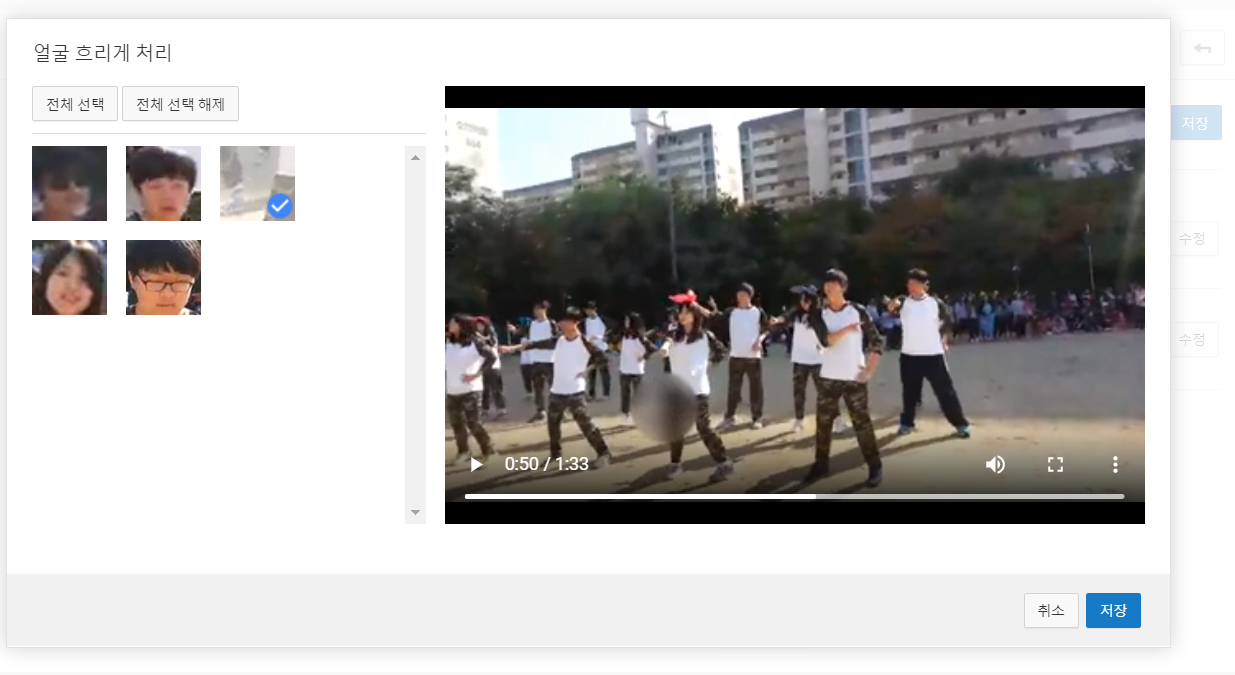 얼굴 흐리게 처리
전체 선택 전체 선택 해제
저장
수정
수정
0:50 / 1:33
취소 저장